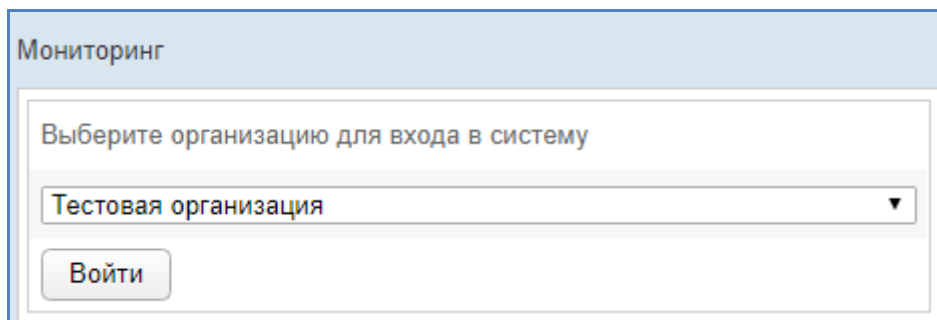 Мониторинг
Выберите организацию для входа в систему
Тестовая организация
Войти